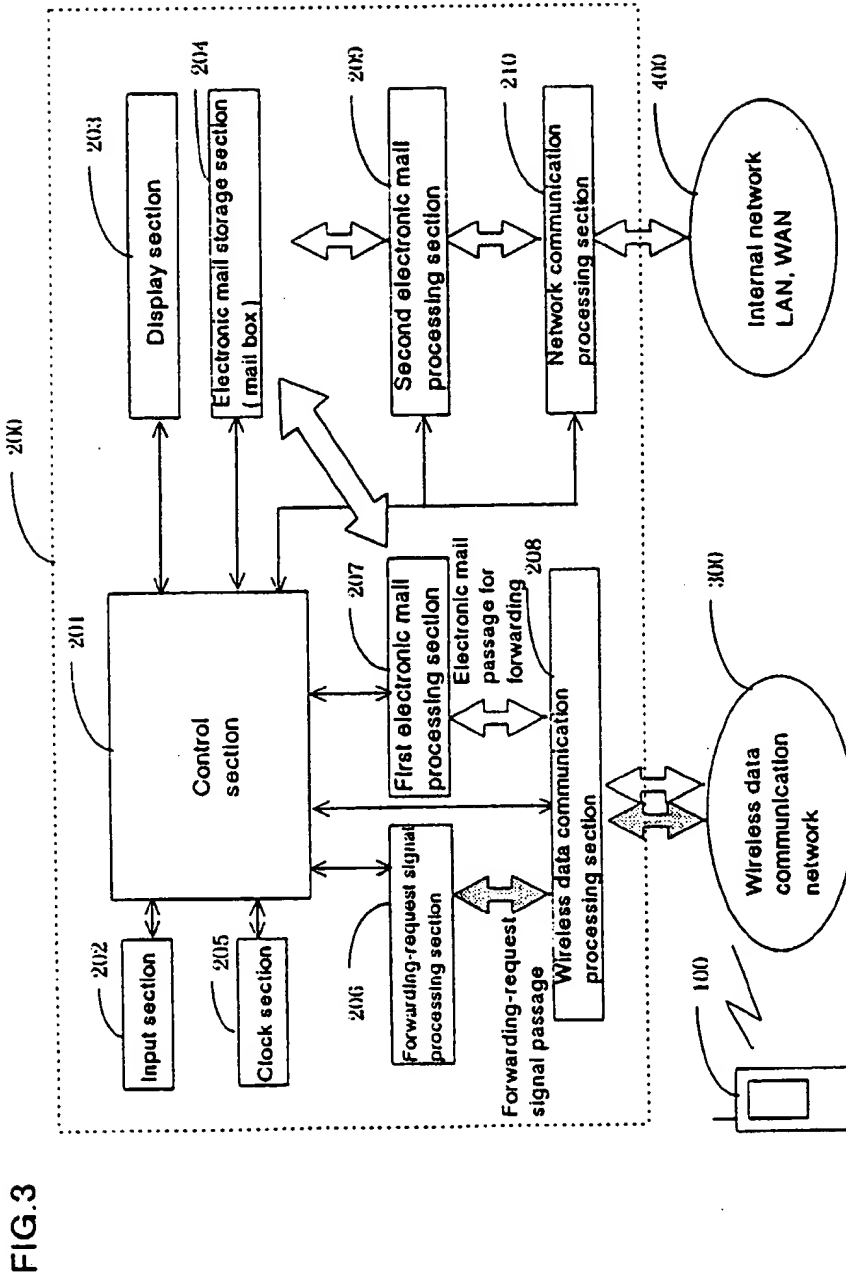 FIG.3
200
201
Control
section
202
Input section
205
Clock section
203
Display section
204
Electronic mail storage section
( mail box )
206
Forwarding-request signal
processing section
207
First electronic mail
processing section
209
Second electronic mail
processing section
Forwarding-request
signal passage
Electronic mail
passage for
forwarding
208
Wireless data communication
processing section
210
Network communication
processing section
100
300
Wireless data
communication
network
400
Internal network
LAN, WAN